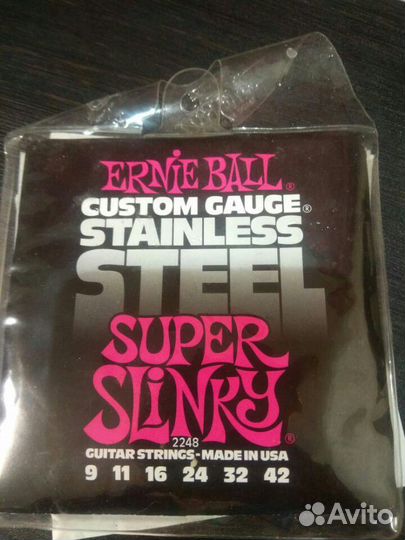 ERNIE BALL®
CUSTOM GAUGE®
STAINLESS
STEEL
SUPER
SLINKY®
2248
GUITAR STRINGS-MADE IN USA
9 11 16 24 32 42
Avito